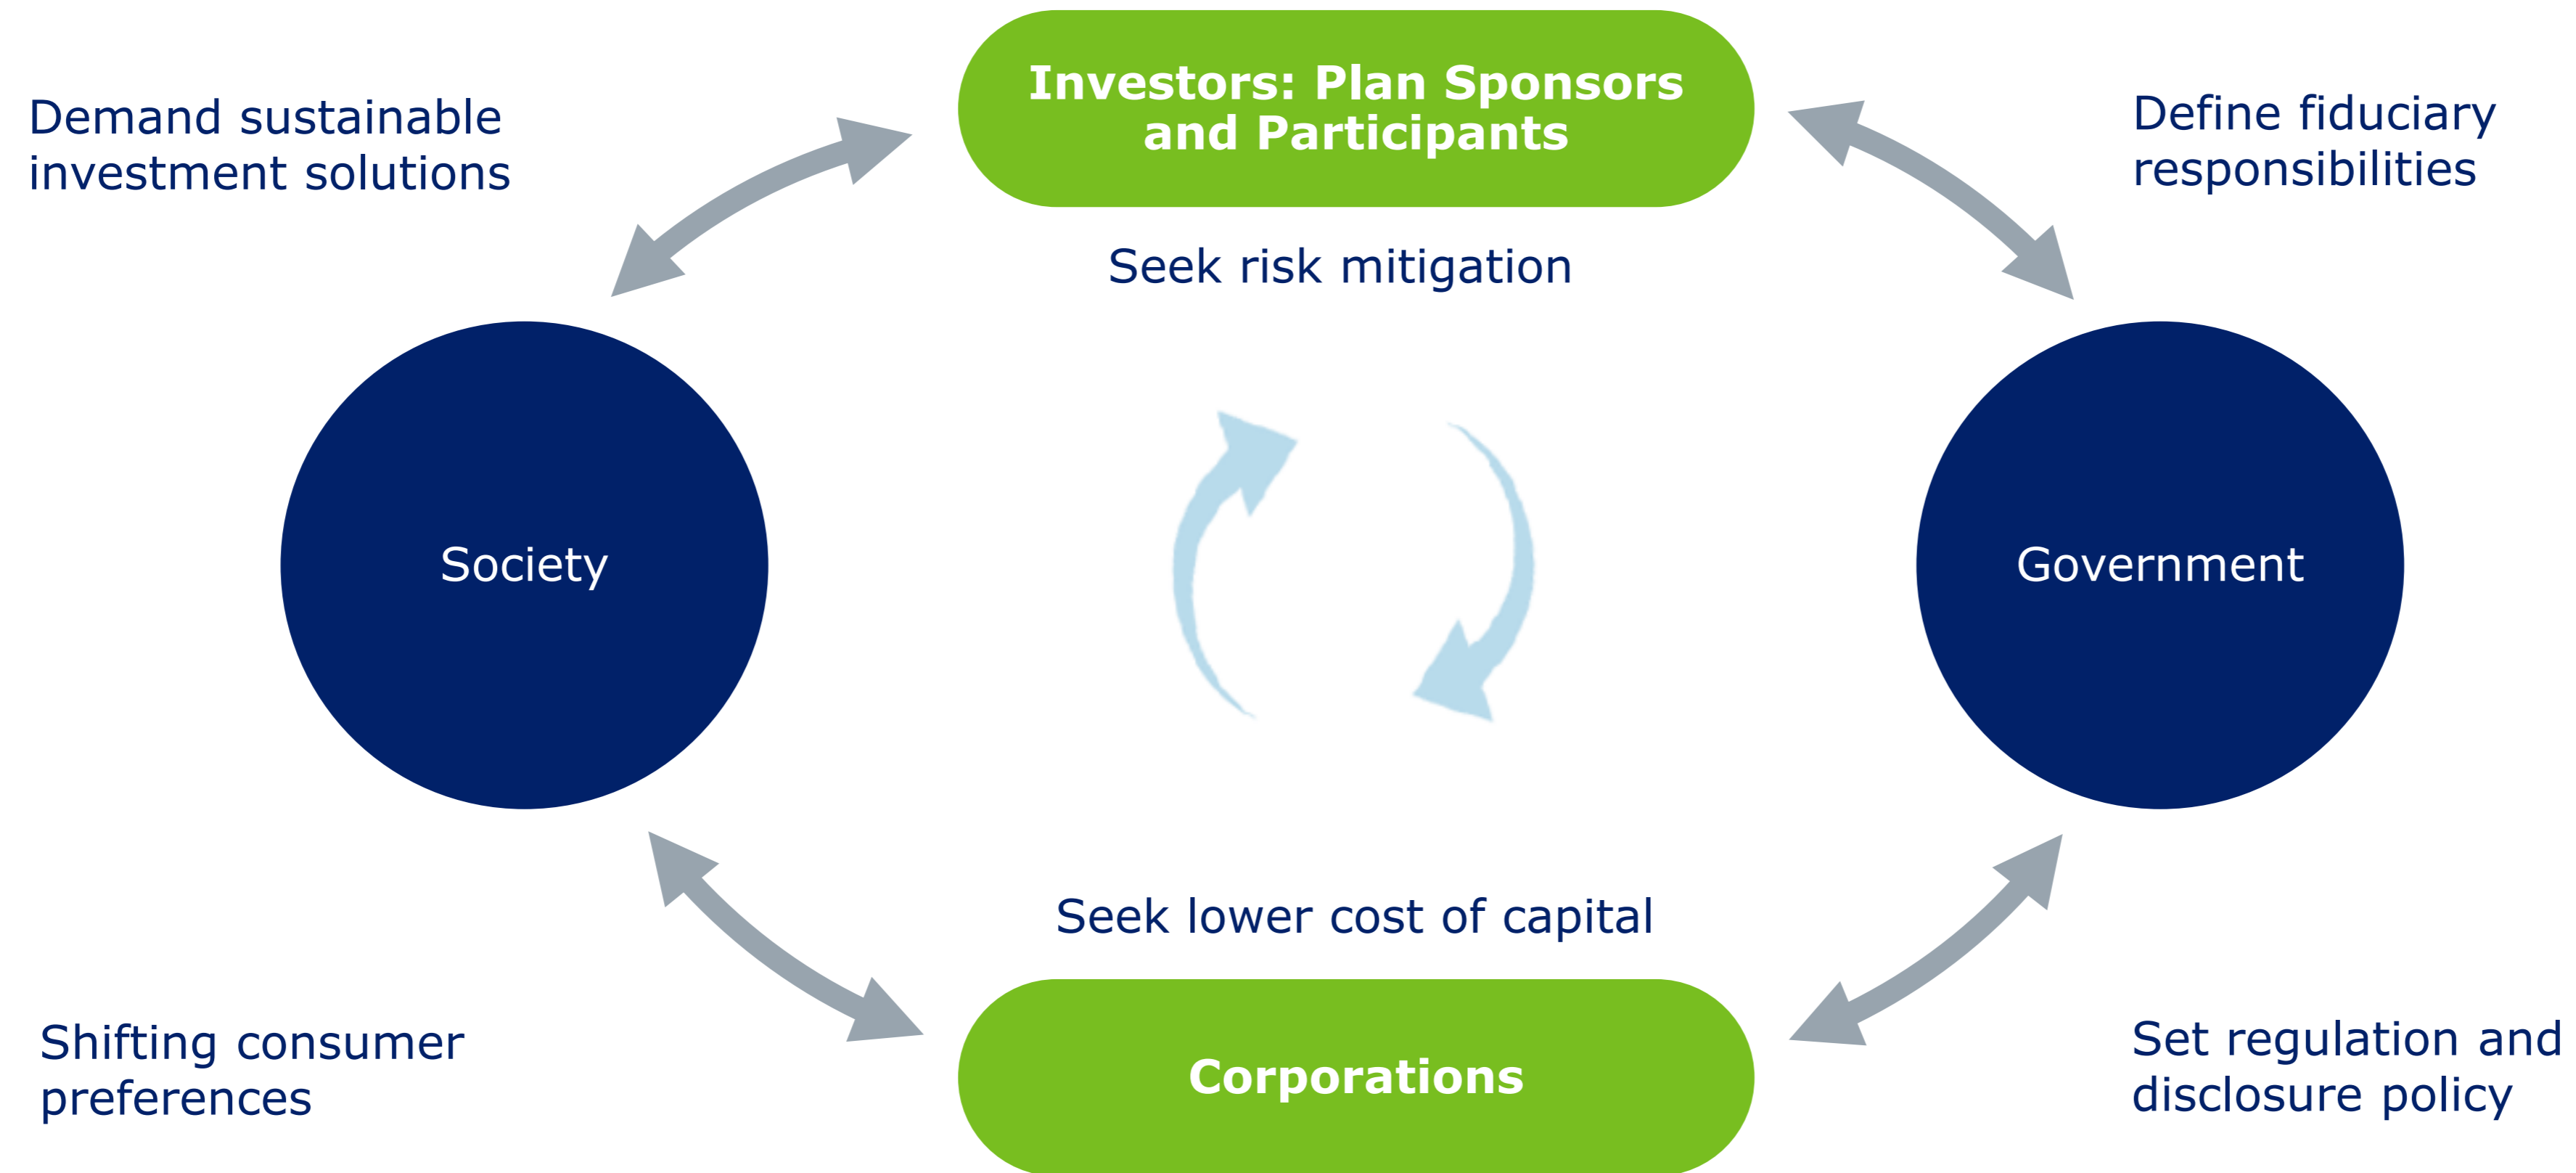 Demand sustainable
investment solutions
Investors: Plan Sponsors
and Participants
Define fiduciary
responsibilities
Seek risk mitigation
Society
Government
Seek lower cost of capital
Shifting consumer
preferences
Corporations
Set regulation and
disclosure policy